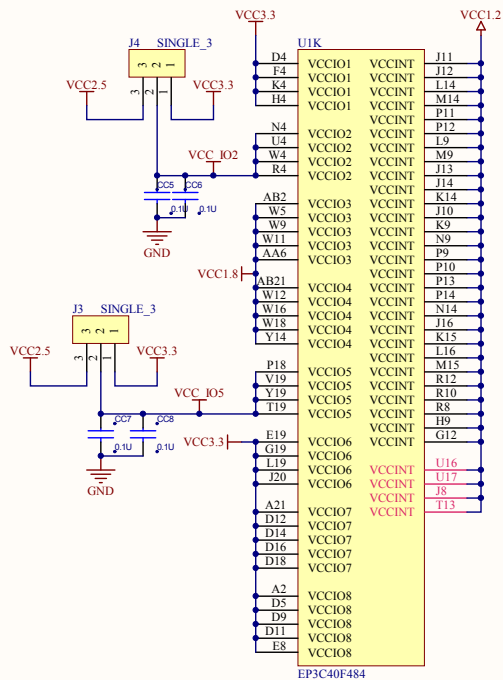 VCC3.3
VCC1.2
J4 SINGLE_3
U1K
3 2 1
VCC2.5
VCC3.3
3 2 1
D4 VCCIO1 VCCINT J11
F4 VCCIO1 VCCINT J12
K4 VCCIO1 VCCINT L14
H4 VCCIO1 VCCINT M14
VCCINT P11
N4 VCCIO2 VCCINT P12
U4 VCCIO2 VCCINT L9
W4 VCCIO2 VCCINT M9
R4 VCCIO2 VCCINT J13
VCC_IO2
VCCINT J14
CC5 CC6
0.1U 0.1U
GND
AB2 VCCIO3 VCCINT K14
W5 VCCIO3 VCCINT J10
W9 VCCIO3 VCCINT K9
W11 VCCIO3 VCCINT N9
AA6 VCCIO3 VCCINT P9
VCC1.8
VCCINT P10
AB21 VCCIO4 VCCINT P13
W12 VCCIO4 VCCINT P14
W16 VCCIO4 VCCINT N14
W18 VCCIO4 VCCINT J16
Y14 VCCIO4 VCCINT K15
J3 SINGLE_3
3 2 1
VCC2.5
VCC3.3
3 2 1
VCCINT L16
P18 VCCIO5 VCCINT M15
V19 VCCIO5 VCCINT R12
Y19 VCCIO5 VCCINT R10
T19 VCCIO5 VCCINT R8
VCC_IO5
VCCINT H9
CC7 CC8
0.1U 0.1U
GND
VCC3.3
E19 VCCIO6 VCCINT G12
G19 VCCIO6
L19 VCCIO6 VCCINT U16
J20 VCCIO6 VCCINT U17
VCCINT J8
A21 VCCIO7 VCCINT T13
D12 VCCIO7
D14 VCCIO7
D16 VCCIO7
D18 VCCIO7
A2 VCCIO8
D5 VCCIO8
D9 VCCIO8
D11 VCCIO8
E8 VCCIO8
EP3C40F484